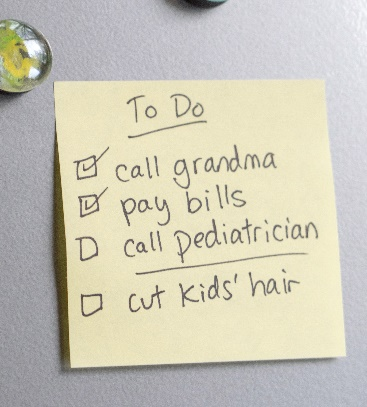 To Do
☑ call grandma
☑ pay bills
☐ call pediatrician
☐ cut kids' hair